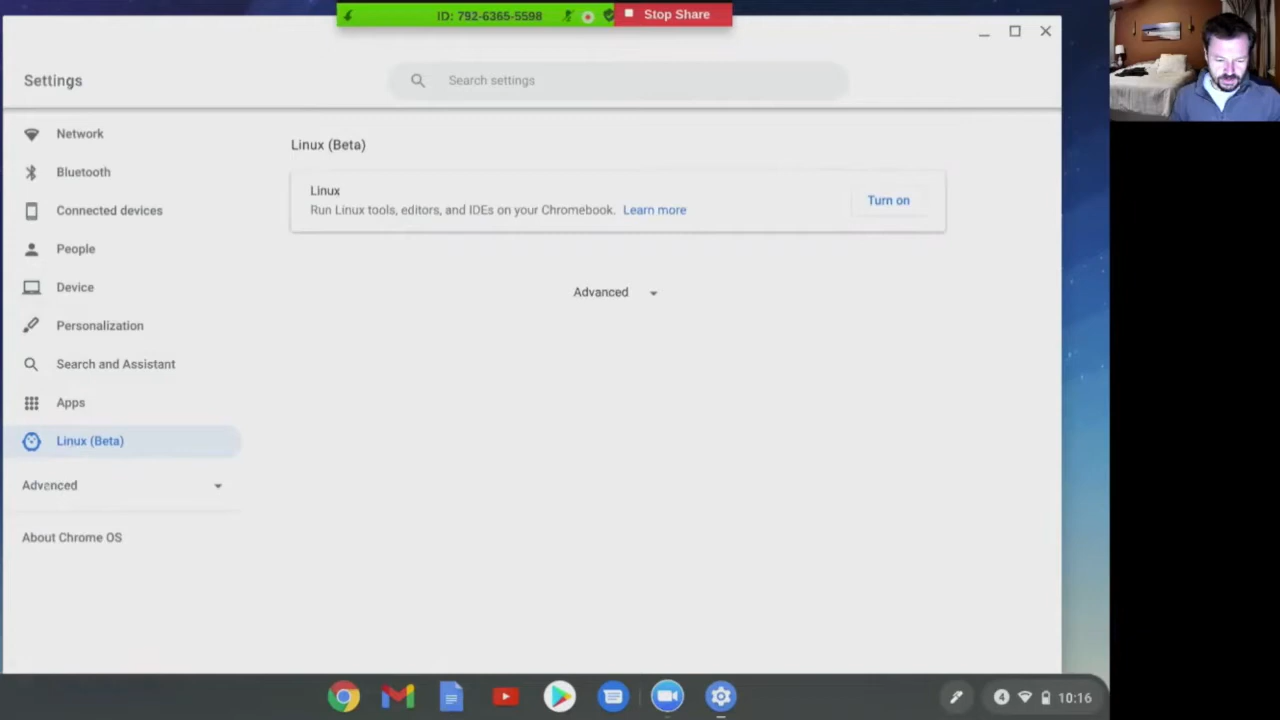 ID: 792-6365-5598
Stop Share
Settings
Search settings
Network
Bluetooth
Connected devices
People
Device
Personalization
Search and Assistant
Apps
Linux (Beta)
Advanced
About Chrome OS
Linux (Beta)
Linux
Run Linux tools, editors, and IDEs on your Chromebook. Learn more
Turn on
Advanced
4
10:16